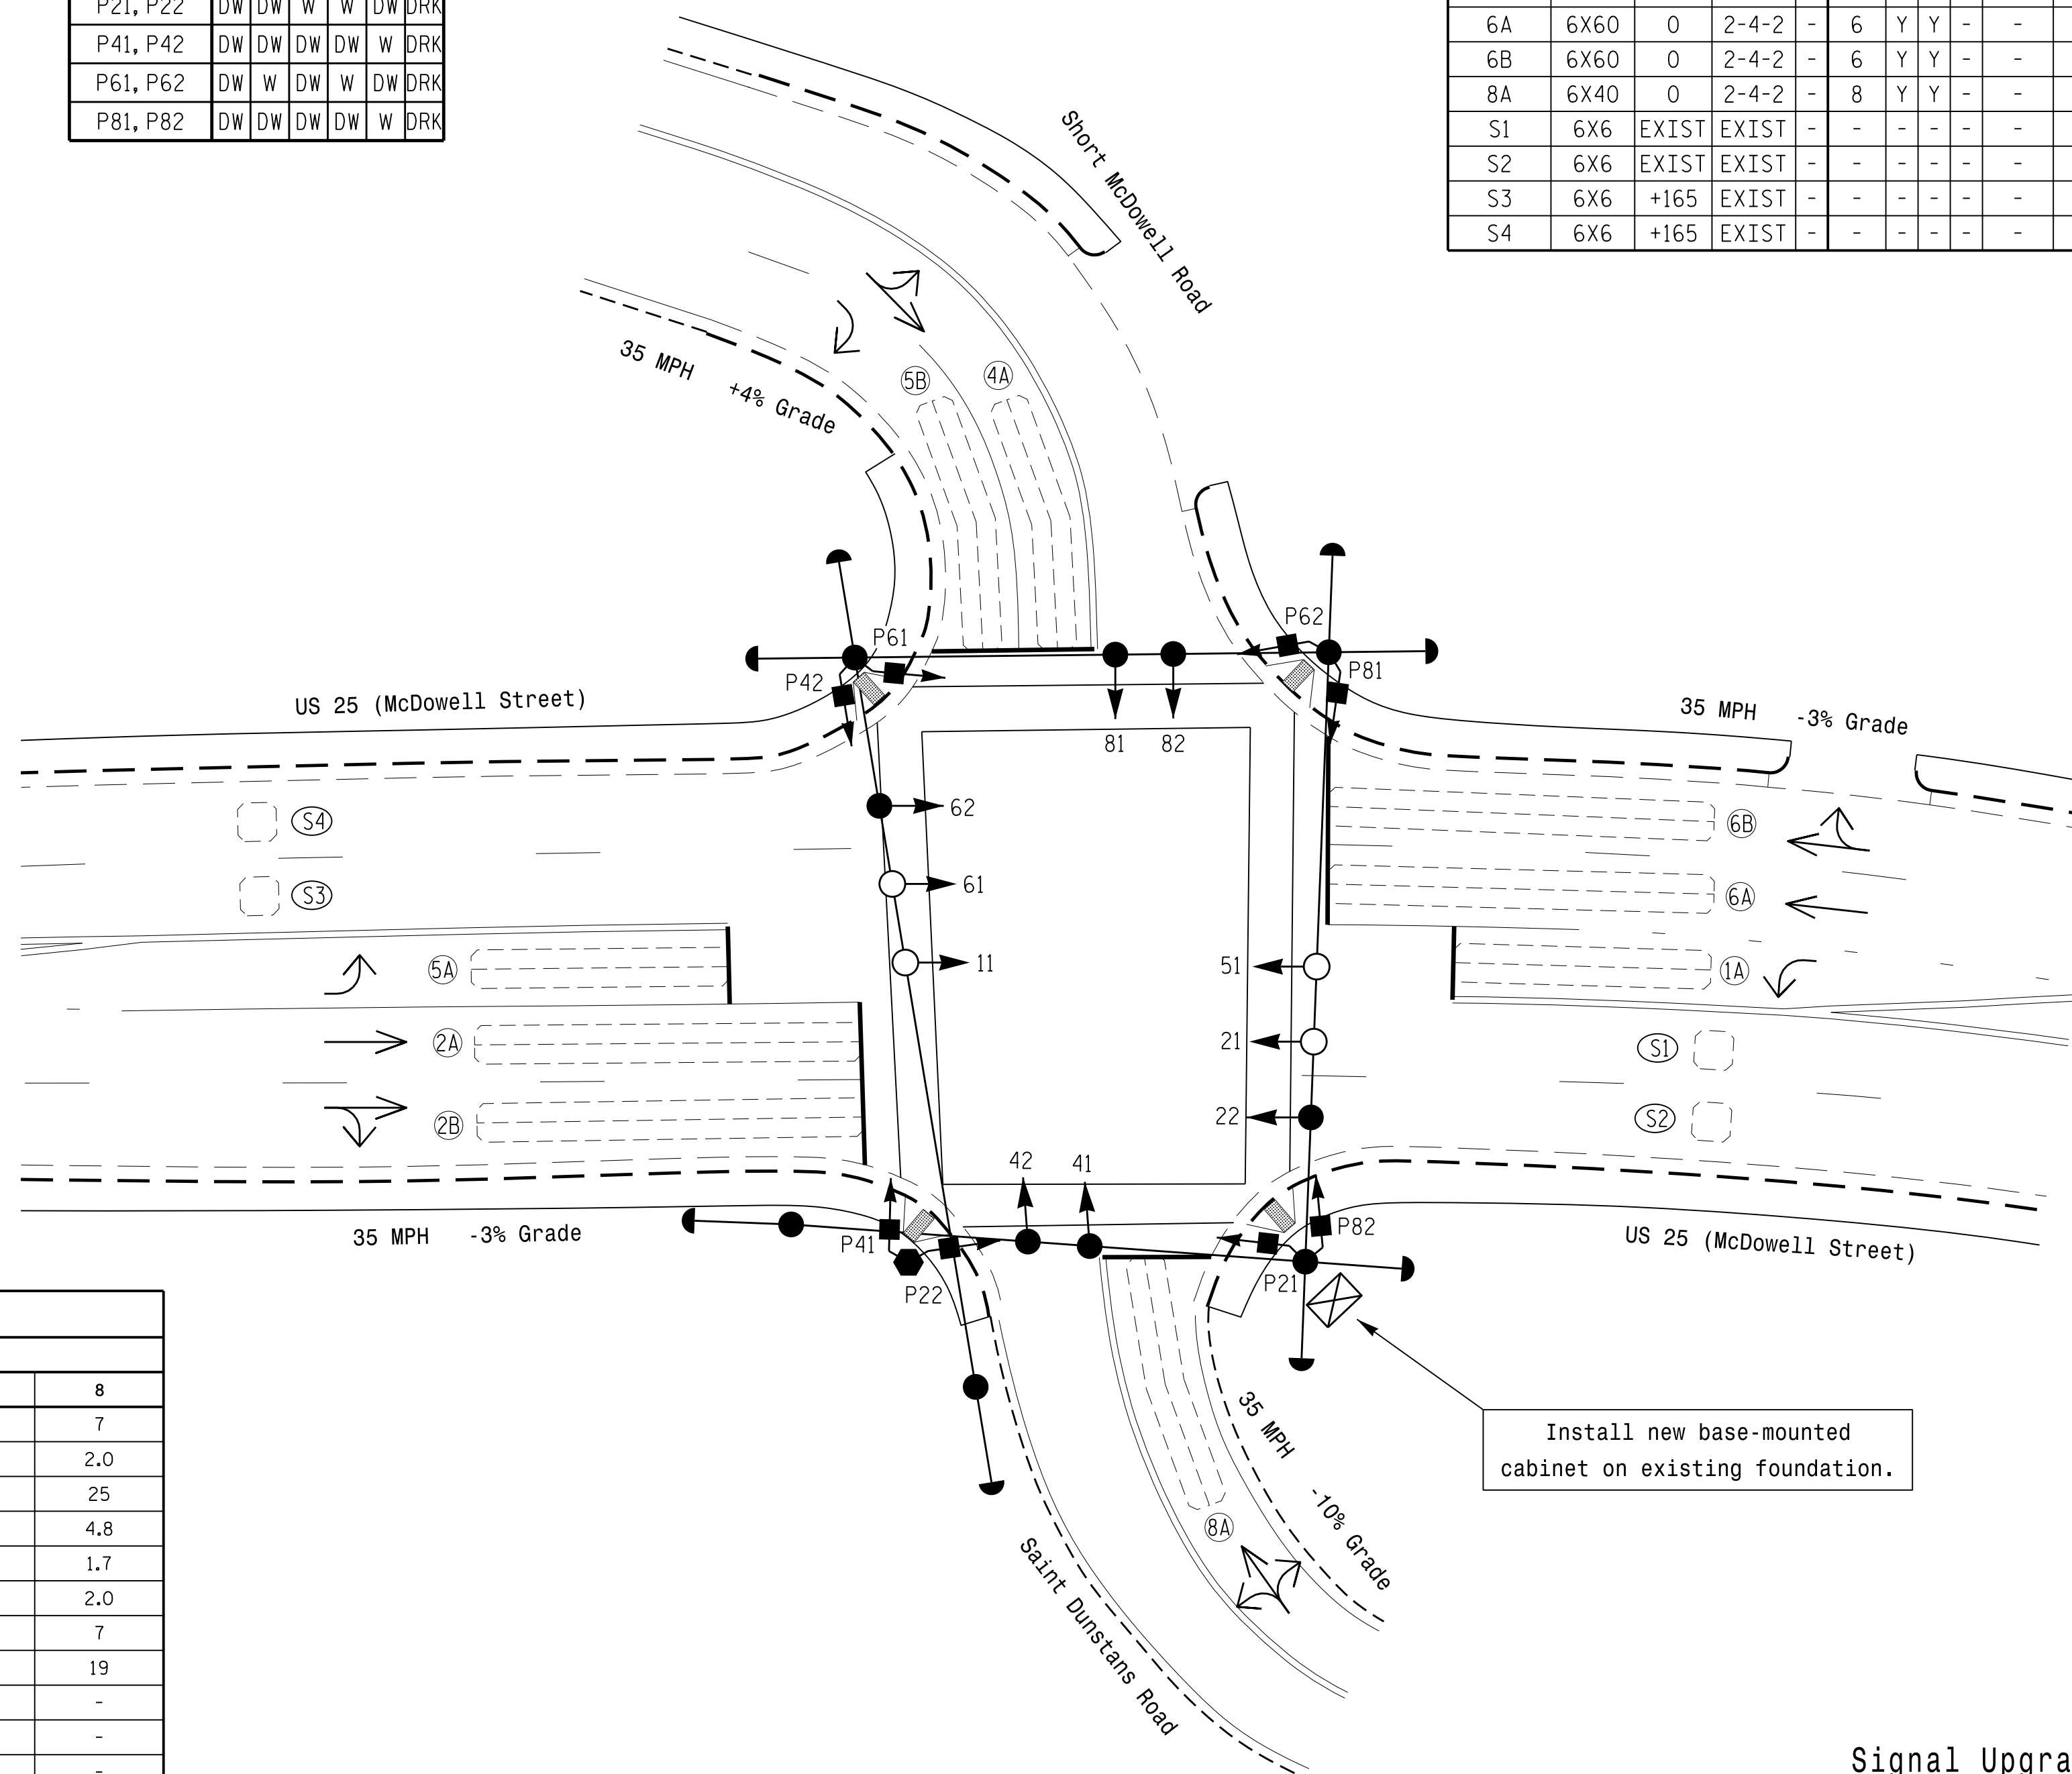 P21, P22 DW DW W W DW DRK
P41, P42 DW DW DW DW W DRK
P61, P62 DW W DW W DW DRK
P81, P82 DW DW DW DW W DRK
6A 6X60 0 2-4-2 - 6 Y Y - -
6B 6X60 0 2-4-2 - 6 Y Y - -
8A 6X40 0 2-4-2 - 8 Y Y - -
S1 6X6 EXIST EXIST - - - - - -
S2 6X6 EXIST EXIST - - - - - -
S3 6X6 +165 EXIST - - - - - -
S4 6X6 +165 EXIST - - - - - -
Short McDowell Road
35 MPH +4% Grade
5B
4A
P61
P62
P42
P81
US 25 (McDowell Street)
35 MPH -3% Grade
81
82
62
61
11
S4
S3
6B
6A
1A
5A
2A
2B
51
21
22
S1
S2
42
41
P41
P22
P82
P21
35 MPH -3% Grade
US 25 (McDowell Street)
8
7
2.0
25
4.8
1.7
2.0
7
19
-
-
-
35 MPH -10% Grade
8A
Saint Dunstans Road
Install new base-mounted
cabinet on existing foundation.
Signal Upgra